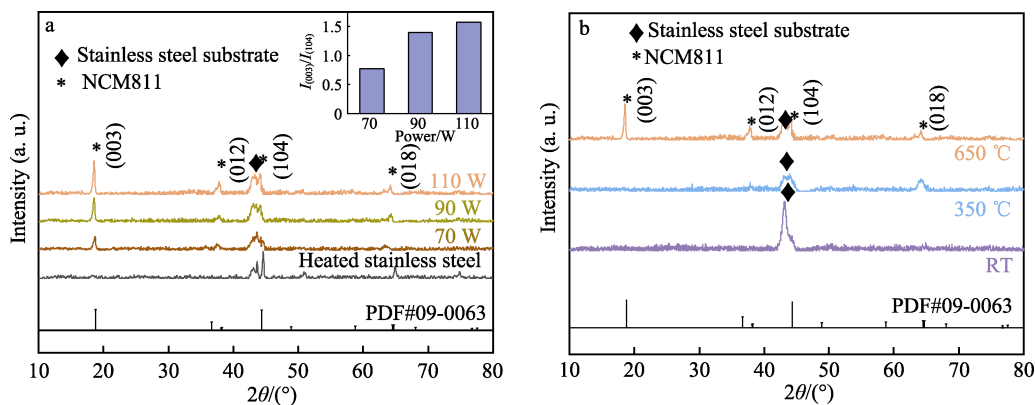 a
◆ Stainless steel substrate
* NCM811
I(003)/I(104)
1.5
1.0
0.5
70 90 110
Power/W
* (003)
* (012)
◆
* (104)
* (018)
110 W
90 W
70 W
Heated stainless steel
PDF#09-0063
Intensity (a. u.)
10 20 30 40 50 60 70 80
2θ/(°)
b
◆ Stainless steel substrate
* NCM811
* (003)
* (012)
◆
* (104)
* (018)
650 ℃
◆
350 ℃
◆
RT
PDF#09-0063
Intensity (a. u.)
10 20 30 40 50 60 70 80
2θ/(°)